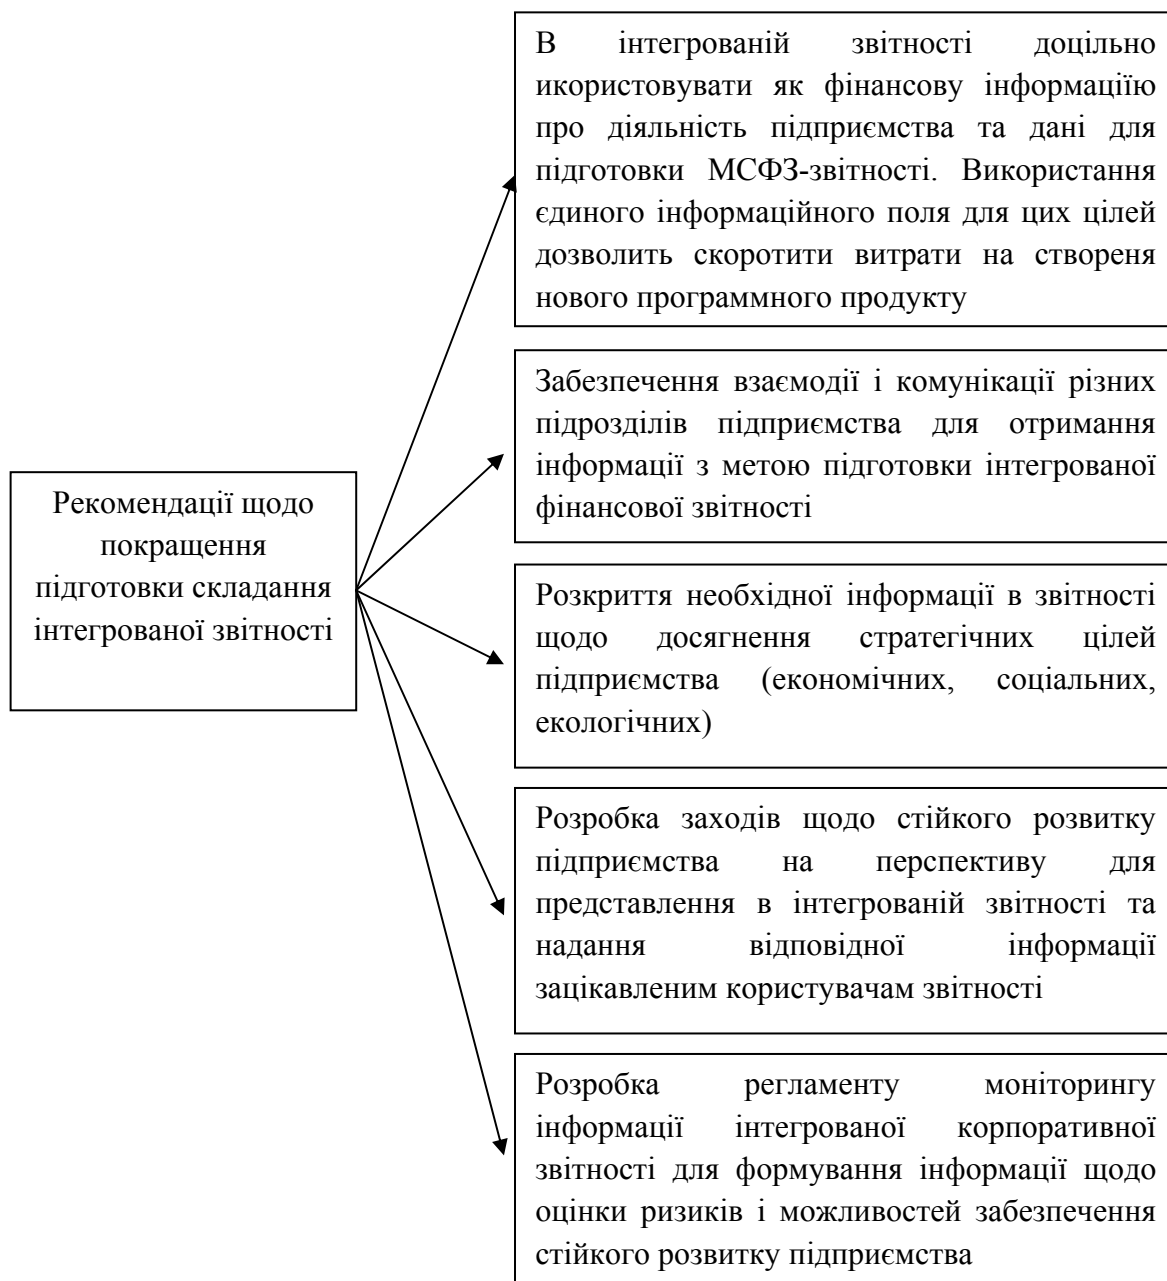 В інтегрованій звітності доцільно
икористовувати як фінансову інформаціїю
про діяльність підприємства та дані для
підготовки МСФЗ-звітності. Використання
єдиного інформаційного поля для цих цілей
дозволить скоротити витрати на створеня
нового программного продукту
Забезпечення взаємодії і комунікації різних
підрозділів підприємства для отримання
інформації з метою підготовки інтегрованої
фінансової звітності
Рекомендації щодо
покращення
підготовки складання
інтегрованої звітності
Розкриття необхідної інформації в звітності
щодо досягнення стратегічних цілей
підприємства (економічних, соціальних,
екологічних)
Розробка заходів щодо стійкого розвитку
підприємства на перспективу для
представлення в інтегрованій звітності та
надання відповідної інформації
зацікавленим користувачам звітності
Розробка регламенту моніторингу
інформації інтегрованої корпоративної
звітності для формування інформації щодо
оцінки ризиків і можливостей забезпечення
стійкого розвитку підприємства